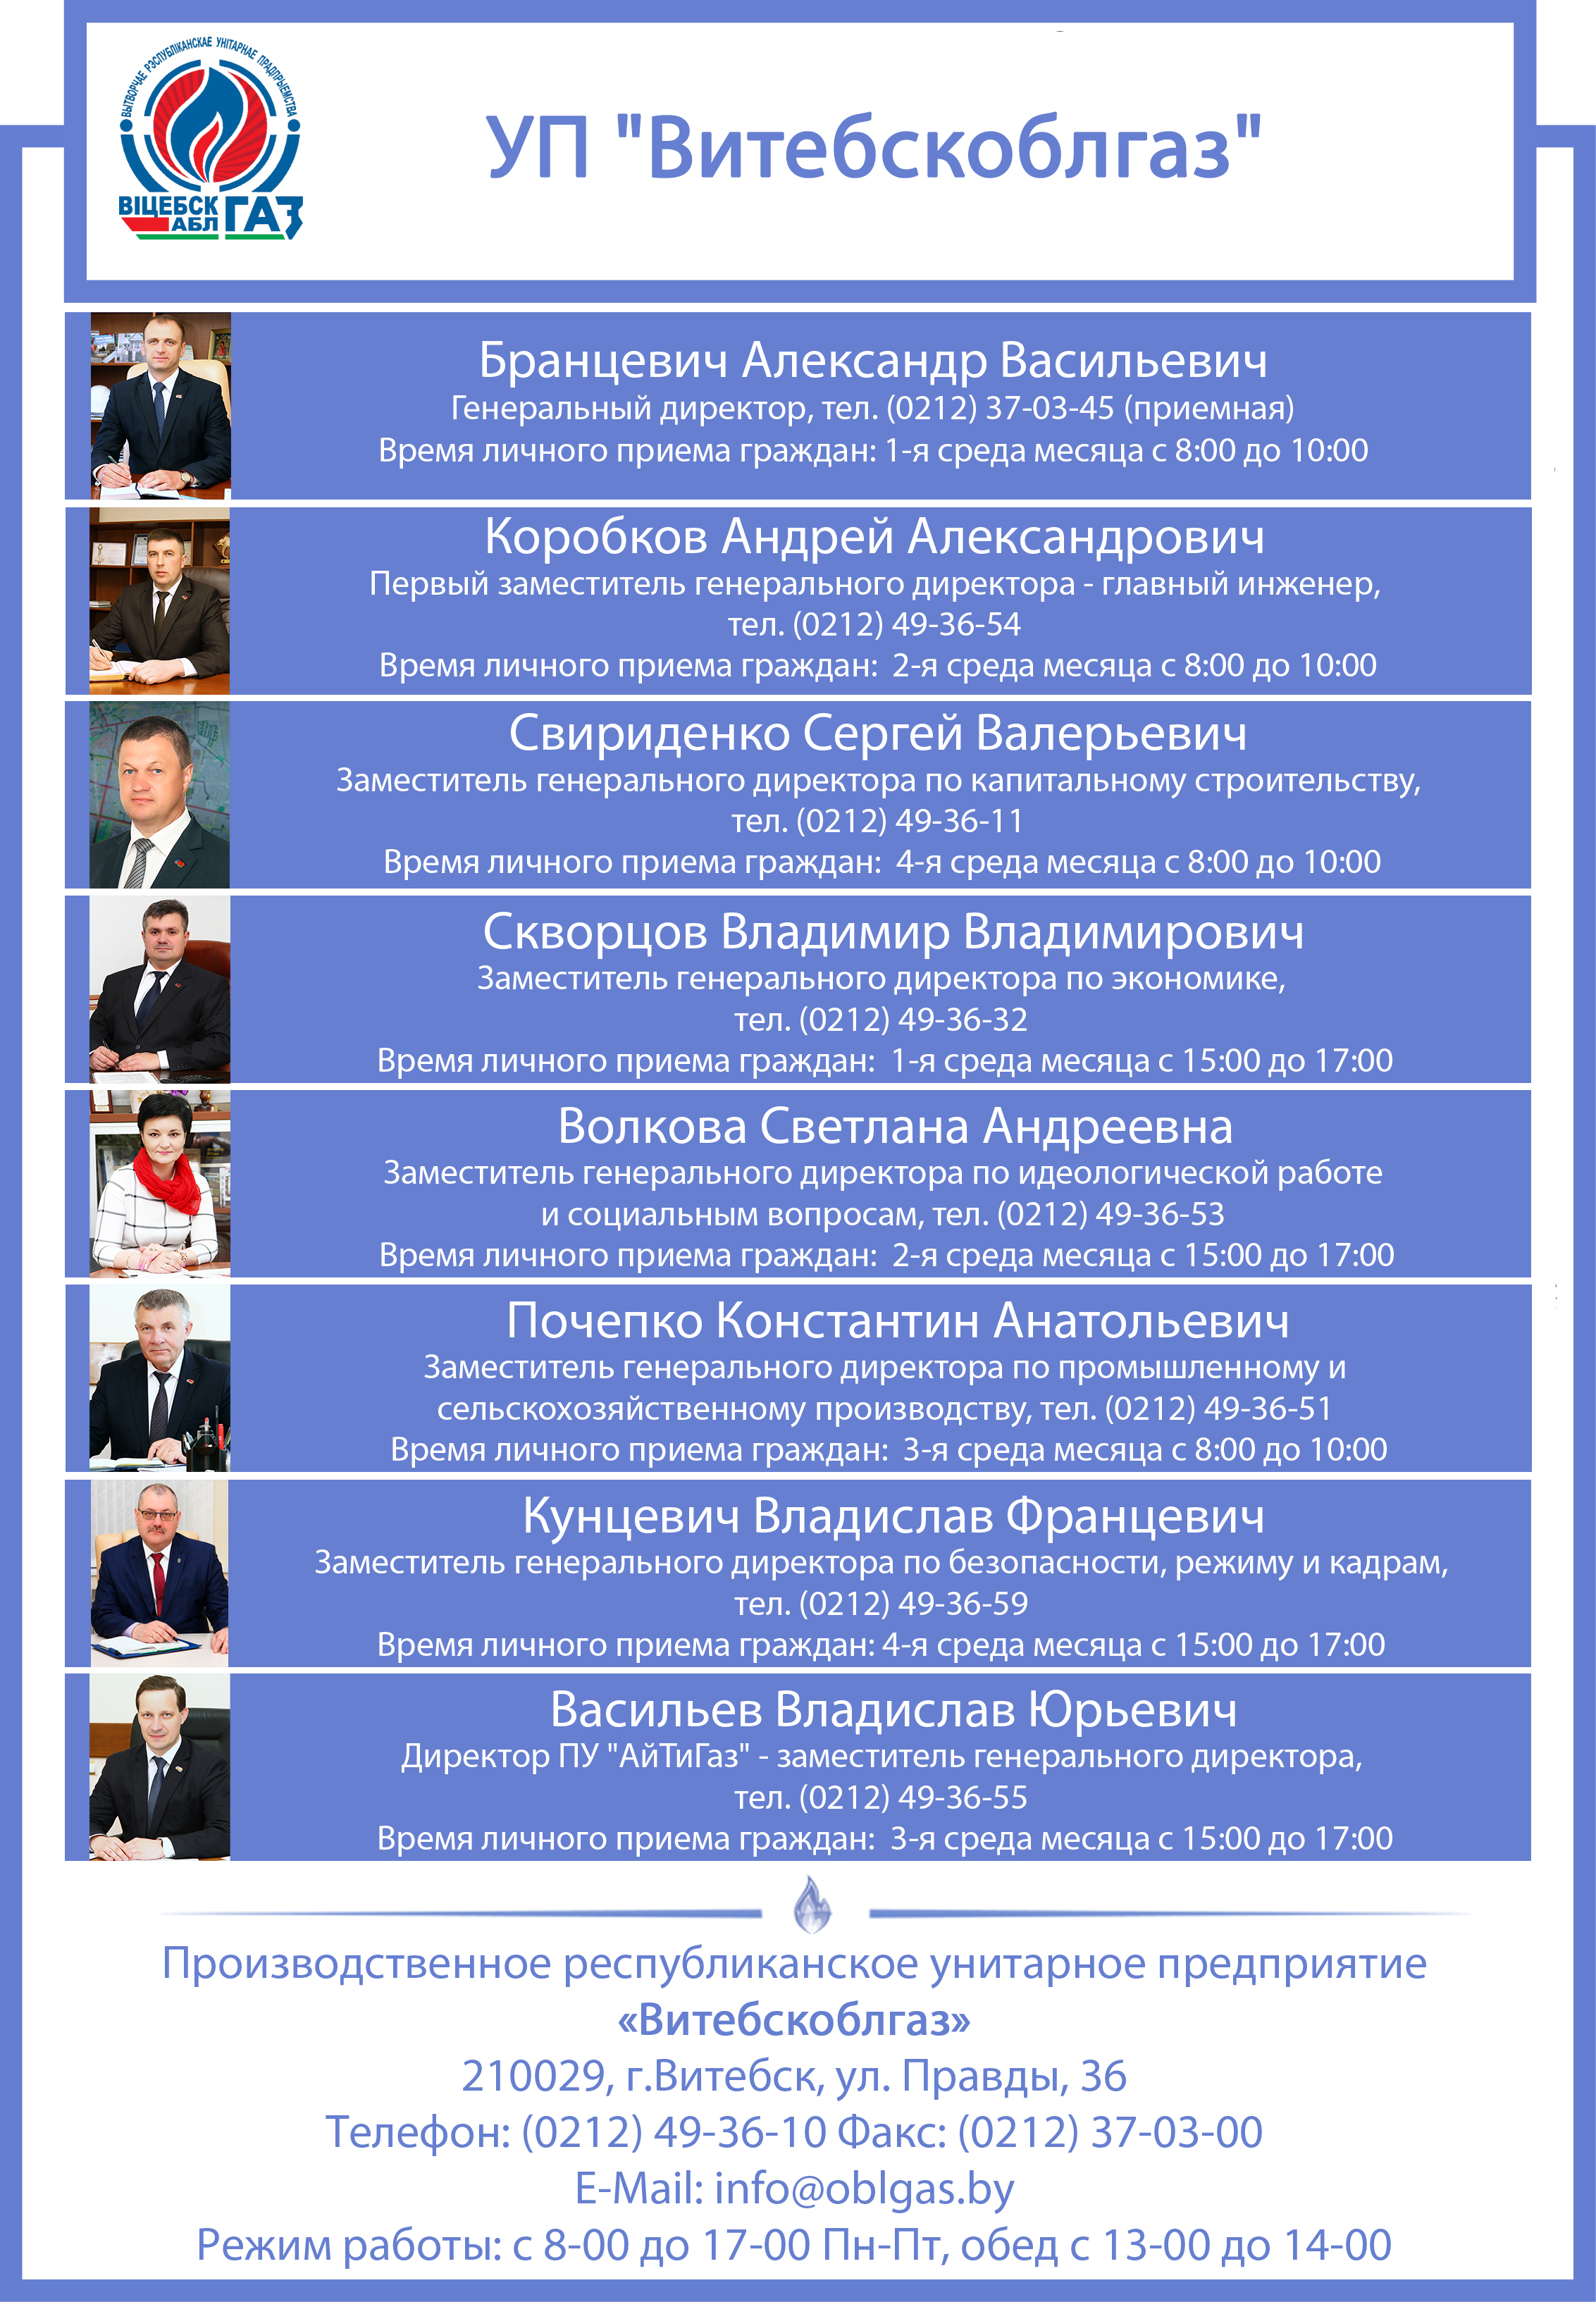 ВЫТВОРЧАЕ РЭСПУБЛІКАНСКАЕ УНІТАРНАЕ ПРАДПРЫЕМСТВА
ВІЦЕБСК
АБЛ
ГАЗ
УП "Витебскоблгаз"
Бранцевич Александр Васильевич
Генеральный директор, тел. (0212) 37-03-45 (приемная)
Время личного приема граждан: 1-я среда месяца с 8:00 до 10:00
Коробков Андрей Александрович
Первый заместитель генерального директора - главный инженер,
тел. (0212) 49-36-54
Время личного приема граждан: 2-я среда месяца с 8:00 до 10:00
Свириденко Сергей Валерьевич
Заместитель генерального директора по капитальному строительству,
тел. (0212) 49-36-11
Время личного приема граждан: 4-я среда месяца с 8:00 до 10:00
Скворцов Владимир Владимирович
Заместитель генерального директора по экономике,
тел. (0212) 49-36-32
Время личного приема граждан: 1-я среда месяца с 15:00 до 17:00
Волкова Светлана Андреевна
Заместитель генерального директора по идеологической работе
и социальным вопросам, тел. (0212) 49-36-53
Время личного приема граждан: 2-я среда месяца с 15:00 до 17:00
Почепко Константин Анатольевич
Заместитель генерального директора по промышленному и
сельскохозяйственному производству, тел. (0212) 49-36-51
Время личного приема граждан: 3-я среда месяца с 8:00 до 10:00
Кунцевич Владислав Францевич
Заместитель генерального директора по безопасности, режиму и кадрам,
тел. (0212) 49-36-59
Время личного приема граждан: 4-я среда месяца с 15:00 до 17:00
Васильев Владислав Юрьевич
Директор ПУ "АйТиГаз" - заместитель генерального директора,
тел. (0212) 49-36-55
Время личного приема граждан: 3-я среда месяца с 15:00 до 17:00
Производственное республиканское унитарное предприятие
«Витебскоблгаз»
210029, г.Витебск, ул. Правды, 36
Телефон: (0212) 49-36-10 Факс: (0212) 37-03-00
E-Mail: info@oblgas.by
Режим работы: с 8-00 до 17-00 Пн-Пт, обед с 13-00 до 14-00